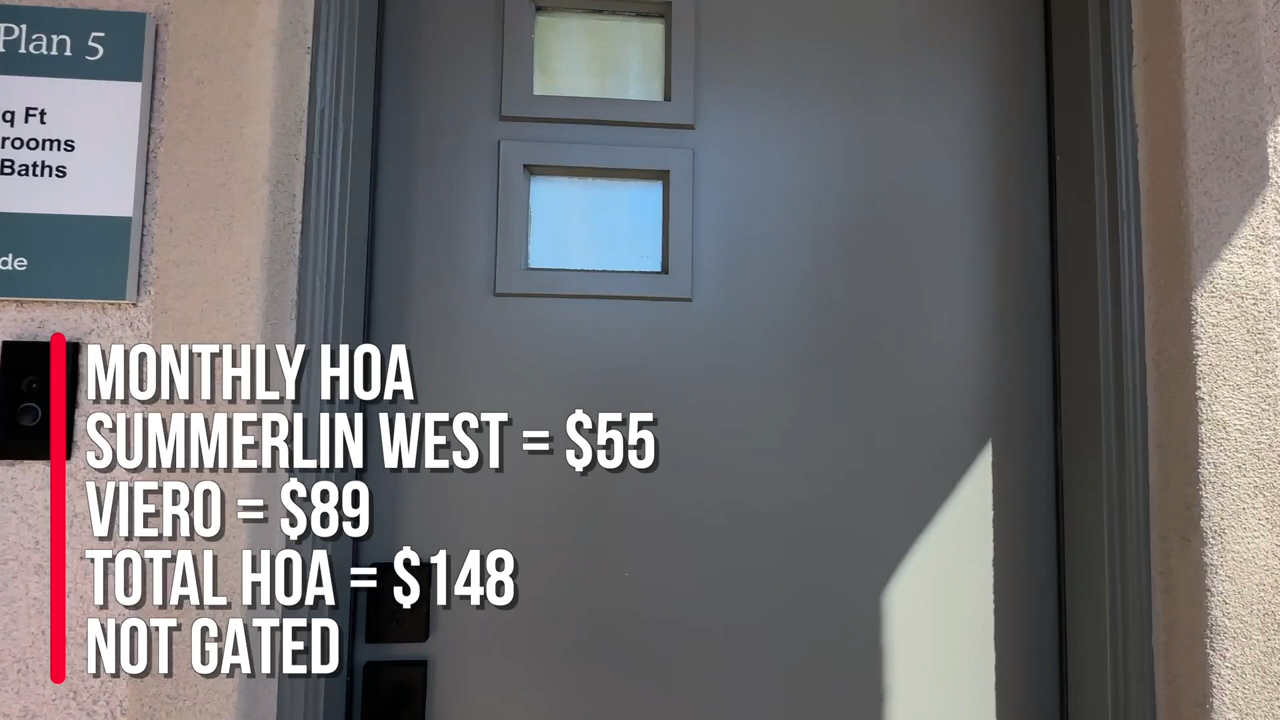 Plan 5
q Ft
rooms
Baths
de
MONTHLY HOA
SUMMERLIN WEST = $55
VIERO = $89
TOTAL HOA = $148
NOT GATED